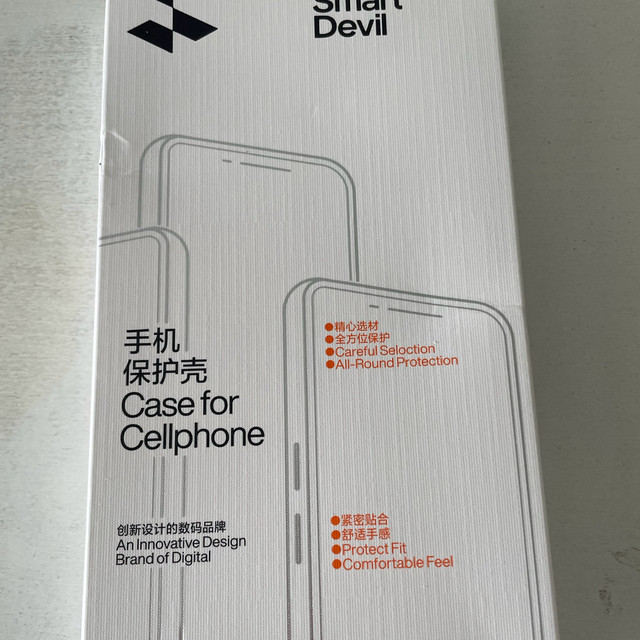 Smart
Devil
●精心选材
●全方位保护
●Careful Seloction
●All-Round Protection
手机
保护壳
Case for
Cellphone
●紧密贴合
●舒适手感
●Protect Fit
●Comfortable Feel
创新设计的数码品牌
An Innovative Design
Brand of Digital